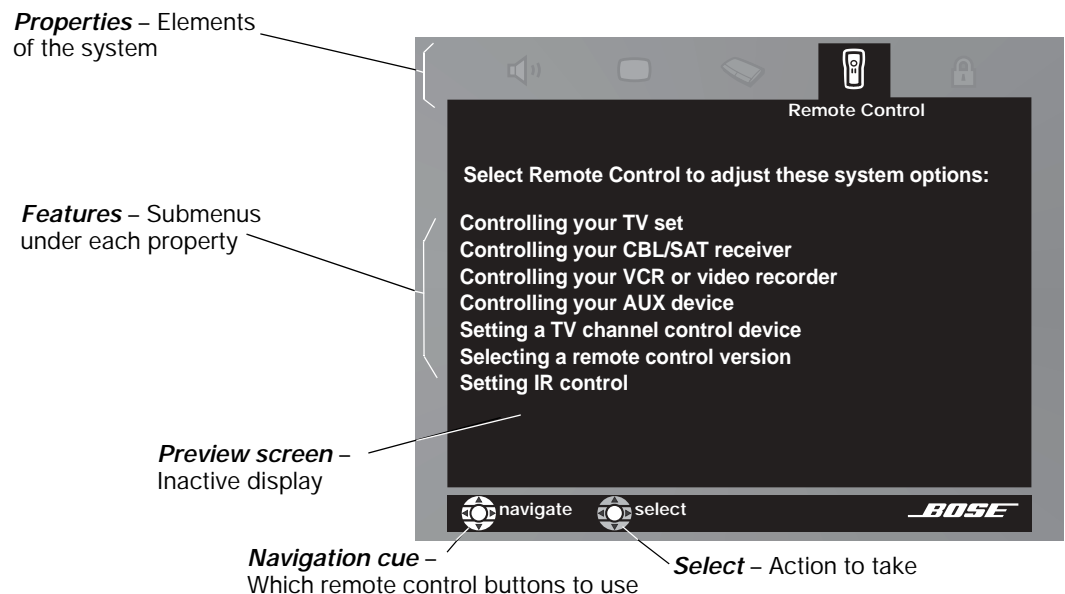 Properties – Elements
of the system
Remote Control
Select Remote Control to adjust these system options:
Features – Submenus
under each property
Controlling your TV set
Controlling your CBL/SAT receiver
Controlling your VCR or video recorder
Controlling your AUX device
Setting a TV channel control device
Selecting a remote control version
Setting IR control
Preview screen –
Inactive display
navigate
select
BOSE
Navigation cue –
Which remote control buttons to use
Select – Action to take